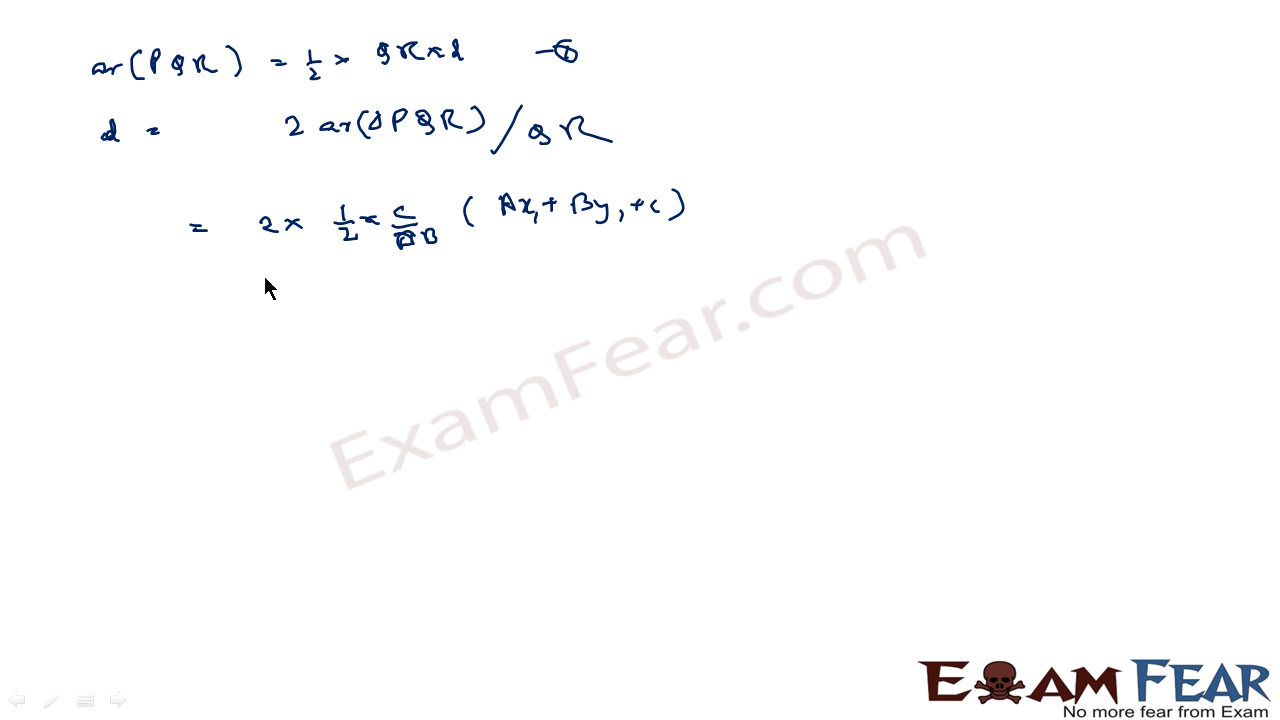 ar(PQR) = 1/2 × QR × d —①
d = 2 ar(ΔPQR) / QR
= 2 × 1/2 × C/AB (Ax₁ + By₁ + C)
ExamFear.com
EXAM FEAR
No more fear from Exam